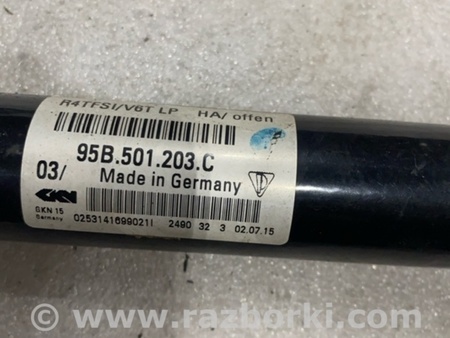 R4TFSI/V6T LP HA/ offen
95B.501.203.C
03/ Made in Germany
GKN
GKN 15
Germany
02531416990211 2490 32 3 02.07.15
© www.razborki.com